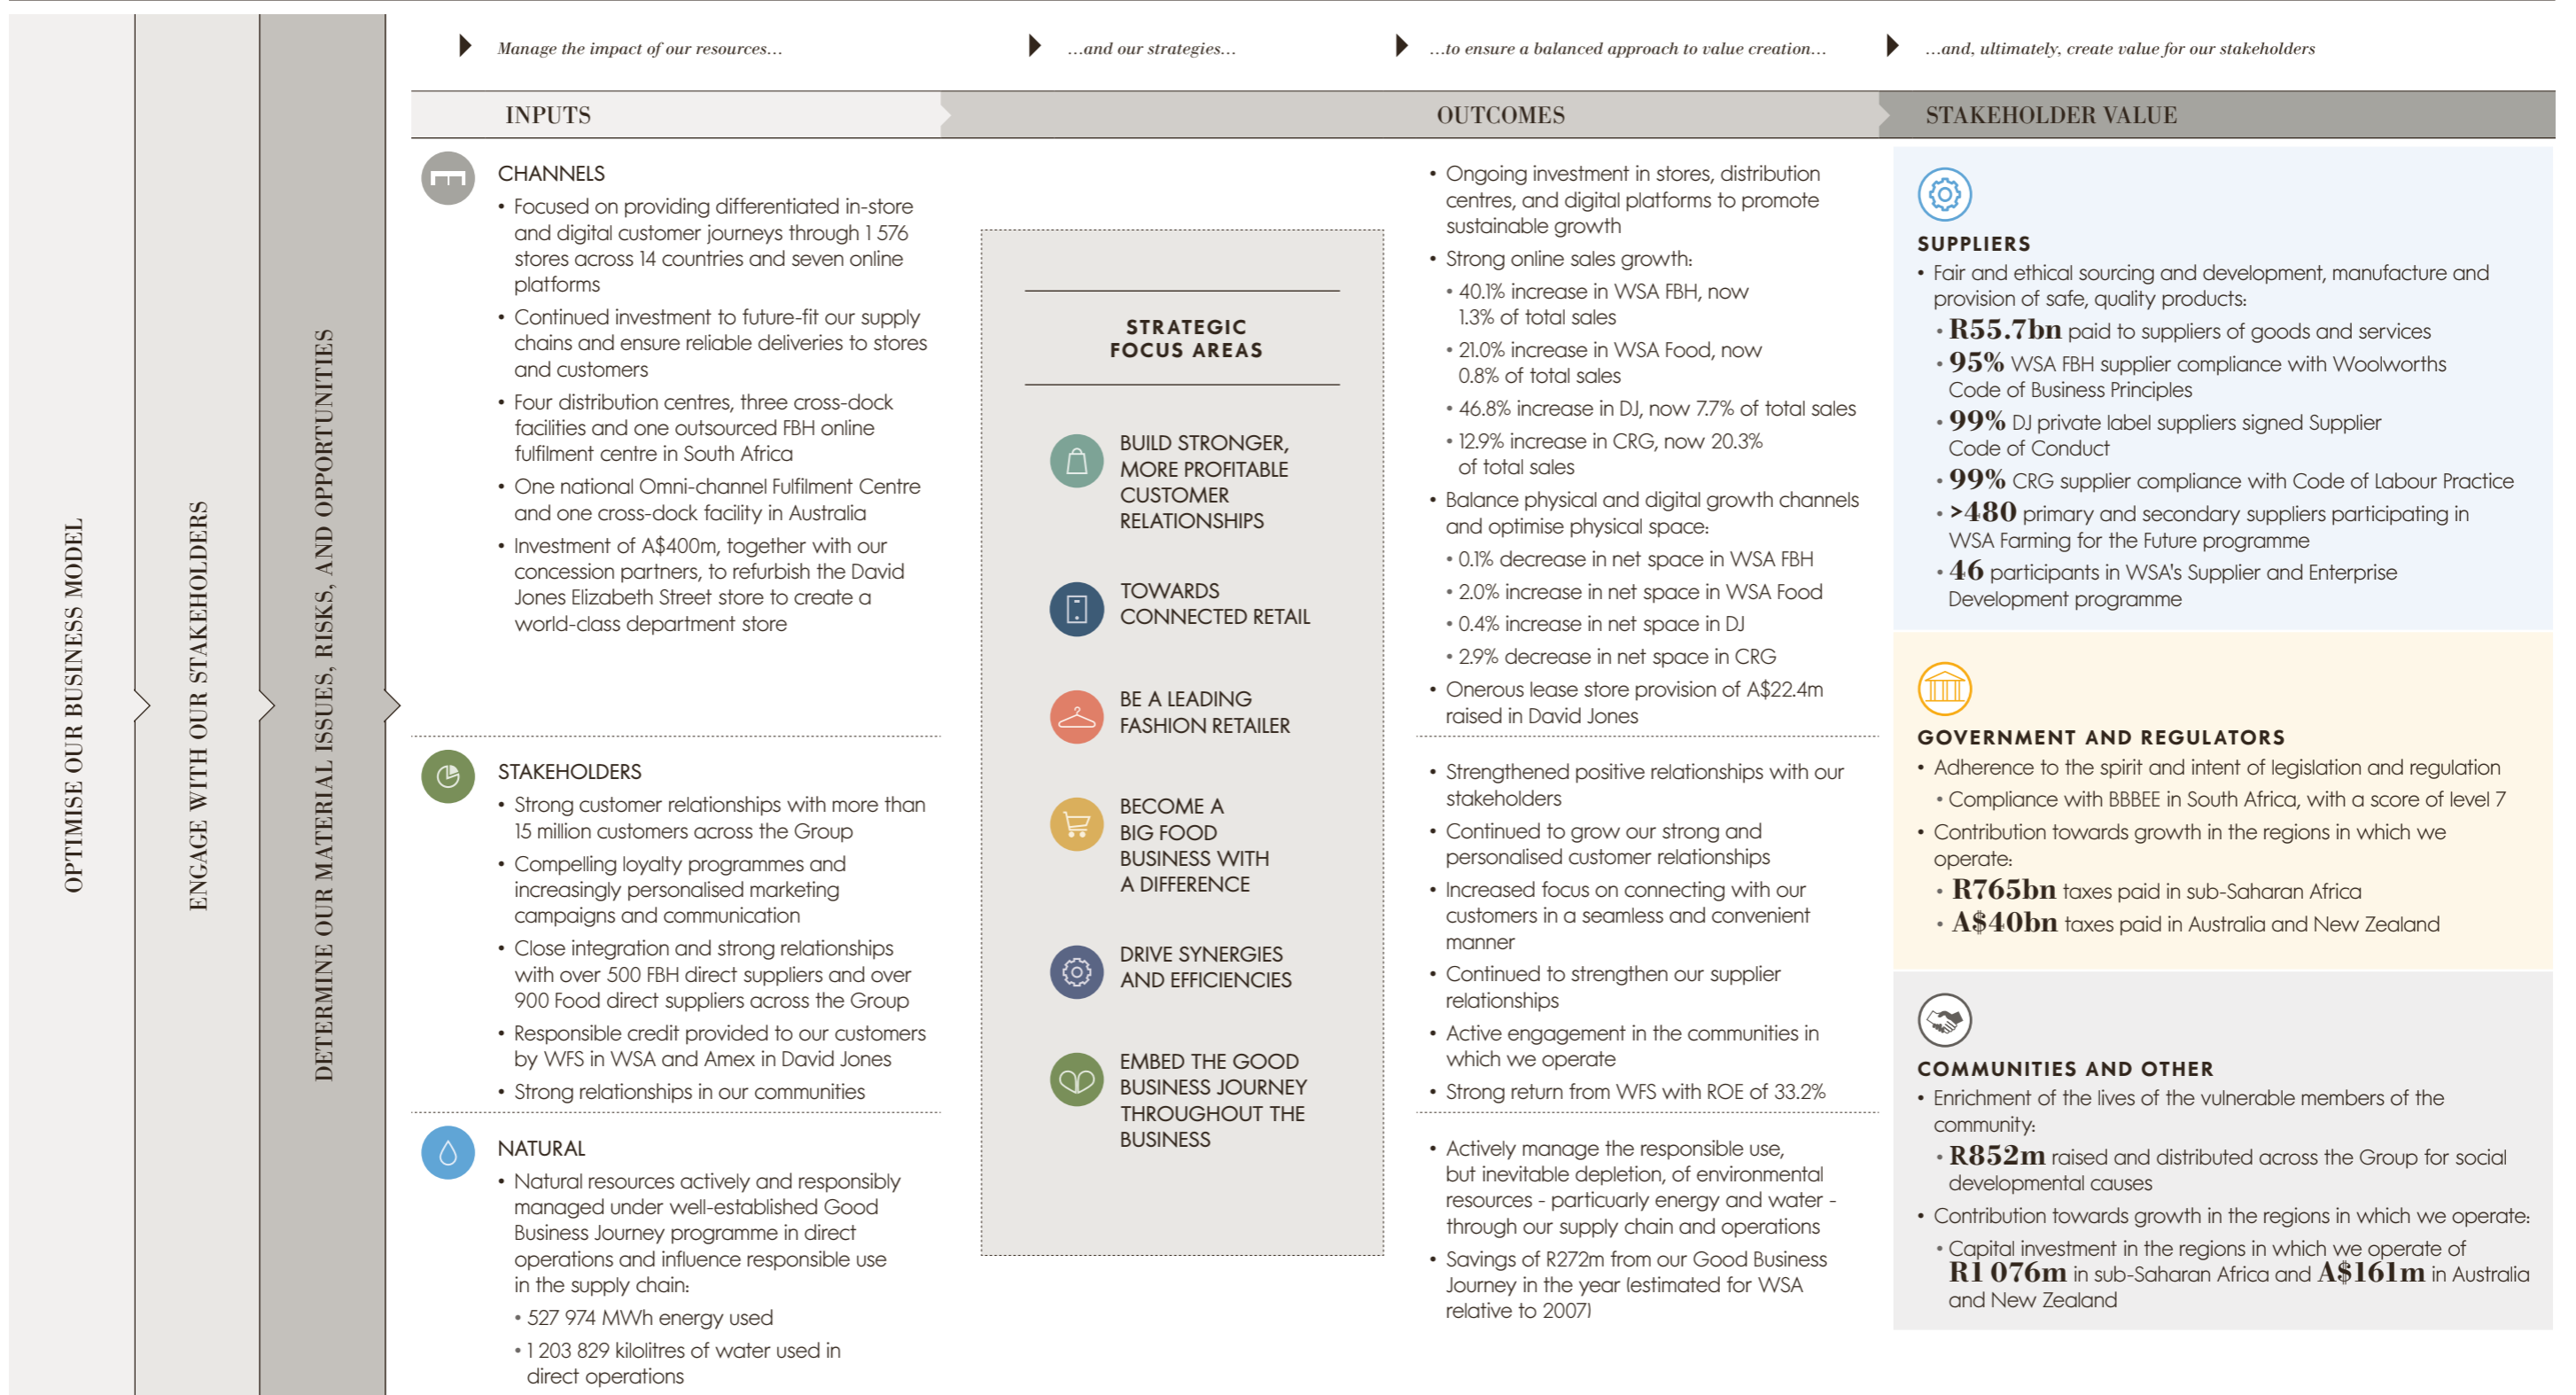 OPTIMISE OUR BUSINESS MODEL
ENGAGE WITH OUR STAKEHOLDERS
DETERMINE OUR MATERIAL ISSUES, RISKS, AND OPPORTUNITIES
Manage the impact of our resources…
…and our strategies…
…to ensure a balanced approach to value creation…
…and, ultimately, create value for our stakeholders
INPUTS
OUTCOMES
STAKEHOLDER VALUE
CHANNELS
• Focused on providing differentiated in-store
and digital customer journeys through 1 576
stores across 14 countries and seven online
platforms
• Continued investment to future-fit our supply
chains and ensure reliable deliveries to stores
and customers
• Four distribution centres, three cross-dock
facilities and one outsourced FBH online
fulfilment centre in South Africa
• One national Omni-channel Fulfilment Centre
and one cross-dock facility in Australia
• Investment of A$400m, together with our
concession partners, to refurbish the David
Jones Elizabeth Street store to create a
world-class department store
STAKEHOLDERS
• Strong customer relationships with more than
15 million customers across the Group
• Compelling loyalty programmes and
increasingly personalised marketing
campaigns and communication
• Close integration and strong relationships
with over 500 FBH direct suppliers and over
900 Food direct suppliers across the Group
• Responsible credit provided to our customers
by WFS in WSA and Amex in David Jones
• Strong relationships in our communities
NATURAL
• Natural resources actively and responsibly
managed under well-established Good
Business Journey programme in direct
operations and influence responsible use
in the supply chain:
• 527 974 MWh energy used
• 1 203 829 kilolitres of water used in
direct operations
STRATEGIC
FOCUS AREAS
BUILD STRONGER,
MORE PROFITABLE
CUSTOMER
RELATIONSHIPS
TOWARDS
CONNECTED RETAIL
BE A LEADING
FASHION RETAILER
BECOME A
BIG FOOD
BUSINESS WITH
A DIFFERENCE
DRIVE SYNERGIES
AND EFFICIENCIES
EMBED THE GOOD
BUSINESS JOURNEY
THROUGHOUT THE
BUSINESS
• Ongoing investment in stores, distribution
centres, and digital platforms to promote
sustainable growth
• Strong online sales growth:
• 40.1% increase in WSA FBH, now
1.3% of total sales
• 21.0% increase in WSA Food, now
0.8% of total sales
• 46.8% increase in DJ, now 7.7% of total sales
• 12.9% increase in CRG, now 20.3%
of total sales
• Balance physical and digital growth channels
and optimise physical space:
• 0.1% decrease in net space in WSA FBH
• 2.0% increase in net space in WSA Food
• 0.4% increase in net space in DJ
• 2.9% decrease in net space in CRG
• Onerous lease store provision of A$22.4m
raised in David Jones
• Strengthened positive relationships with our
stakeholders
• Continued to grow our strong and
personalised customer relationships
• Increased focus on connecting with our
customers in a seamless and convenient
manner
• Continued to strengthen our supplier
relationships
• Active engagement in the communities in
which we operate
• Strong return from WFS with ROE of 33.2%
• Actively manage the responsible use,
but inevitable depletion, of environmental
resources - particuarly energy and water -
through our supply chain and operations
• Savings of R272m from our Good Business
Journey in the year (estimated for WSA
relative to 2007)
SUPPLIERS
• Fair and ethical sourcing and development, manufacture and
provision of safe, quality products:
• R55.7bn paid to suppliers of goods and services
• 95% WSA FBH supplier compliance with Woolworths
Code of Business Principles
• 99% DJ private label suppliers signed Supplier
Code of Conduct
• 99% CRG supplier compliance with Code of Labour Practice
• >480 primary and secondary suppliers participating in
WSA Farming for the Future programme
• 46 participants in WSA's Supplier and Enterprise
Development programme
GOVERNMENT AND REGULATORS
• Adherence to the spirit and intent of legislation and regulation
• Compliance with BBBEE in South Africa, with a score of level 7
• Contribution towards growth in the regions in which we
operate:
• R765bn taxes paid in sub-Saharan Africa
• A$40bn taxes paid in Australia and New Zealand
COMMUNITIES AND OTHER
• Enrichment of the lives of the vulnerable members of the
community:
• R852m raised and distributed across the Group for social
developmental causes
• Contribution towards growth in the regions in which we operate:
• Capital investment in the regions in which we operate of
R1 076m in sub-Saharan Africa and A$161m in Australia
and New Zealand